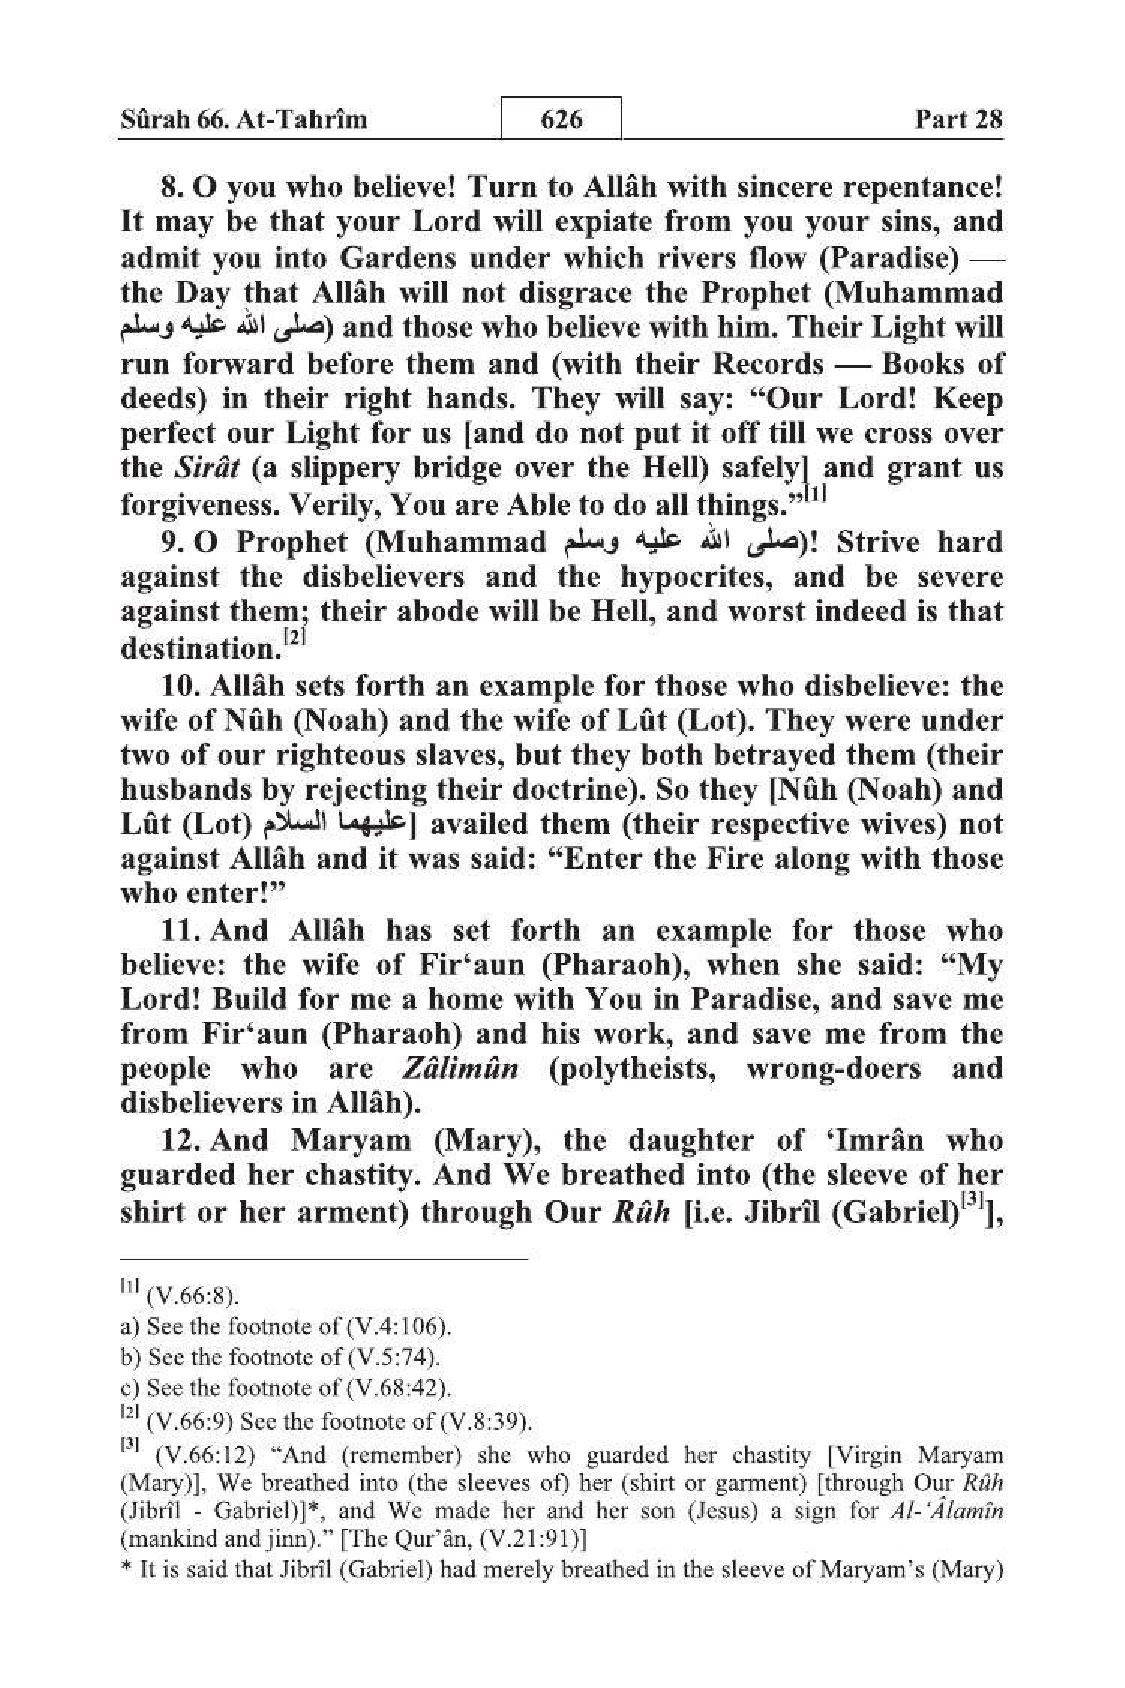 Sûrah 66. At-Tahrîm 626 Part 28
8. O you who believe! Turn to Allâh with sincere repentance!
It may be that your Lord will expiate from you your sins, and
admit you into Gardens under which rivers flow (Paradise) —
the Day that Allâh will not disgrace the Prophet (Muhammad
صلى الله عليه وسلم) and those who believe with him. Their Light will
run forward before them and (with their Records — Books of
deeds) in their right hands. They will say: “Our Lord! Keep
perfect our Light for us [and do not put it off till we cross over
the Sirât (a slippery bridge over the Hell) safely] and grant us
forgiveness. Verily, You are Able to do all things.”[1]
9. O Prophet (Muhammad صلى الله عليه وسلم)! Strive hard
against the disbelievers and the hypocrites, and be severe
against them; their abode will be Hell, and worst indeed is that
destination.[2]
10. Allâh sets forth an example for those who disbelieve: the
wife of Nûh (Noah) and the wife of Lût (Lot). They were under
two of our righteous slaves, but they both betrayed them (their
husbands by rejecting their doctrine). So they [Nûh (Noah) and
Lût (Lot) عليهما السلام] availed them (their respective wives) not
against Allâh and it was said: “Enter the Fire along with those
who enter!”
11. And Allâh has set forth an example for those who
believe: the wife of Fir‘aun (Pharaoh), when she said: “My
Lord! Build for me a home with You in Paradise, and save me
from Fir‘aun (Pharaoh) and his work, and save me from the
people who are Zâlimûn (polytheists, wrong-doers and
disbelievers in Allâh).
12. And Maryam (Mary), the daughter of ‘Imrân who
guarded her chastity. And We breathed into (the sleeve of her
shirt or her arment) through Our Rûh [i.e. Jibrîl (Gabriel)[3]],
[1] (V.66:8).
a) See the footnote of (V.4:106).
b) See the footnote of (V.5:74).
c) See the footnote of (V.68:42).
[2] (V.66:9) See the footnote of (V.8:39).
[3] (V.66:12) “And (remember) she who guarded her chastity [Virgin Maryam
(Mary)], We breathed into (the sleeves of) her (shirt or garment) [through Our Rûh
(Jibrîl - Gabriel)]*, and We made her and her son (Jesus) a sign for Al-‘Âlamîn
(mankind and jinn).” [The Qur’ân, (V.21:91)]
* It is said that Jibrîl (Gabriel) had merely breathed in the sleeve of Maryam’s (Mary)